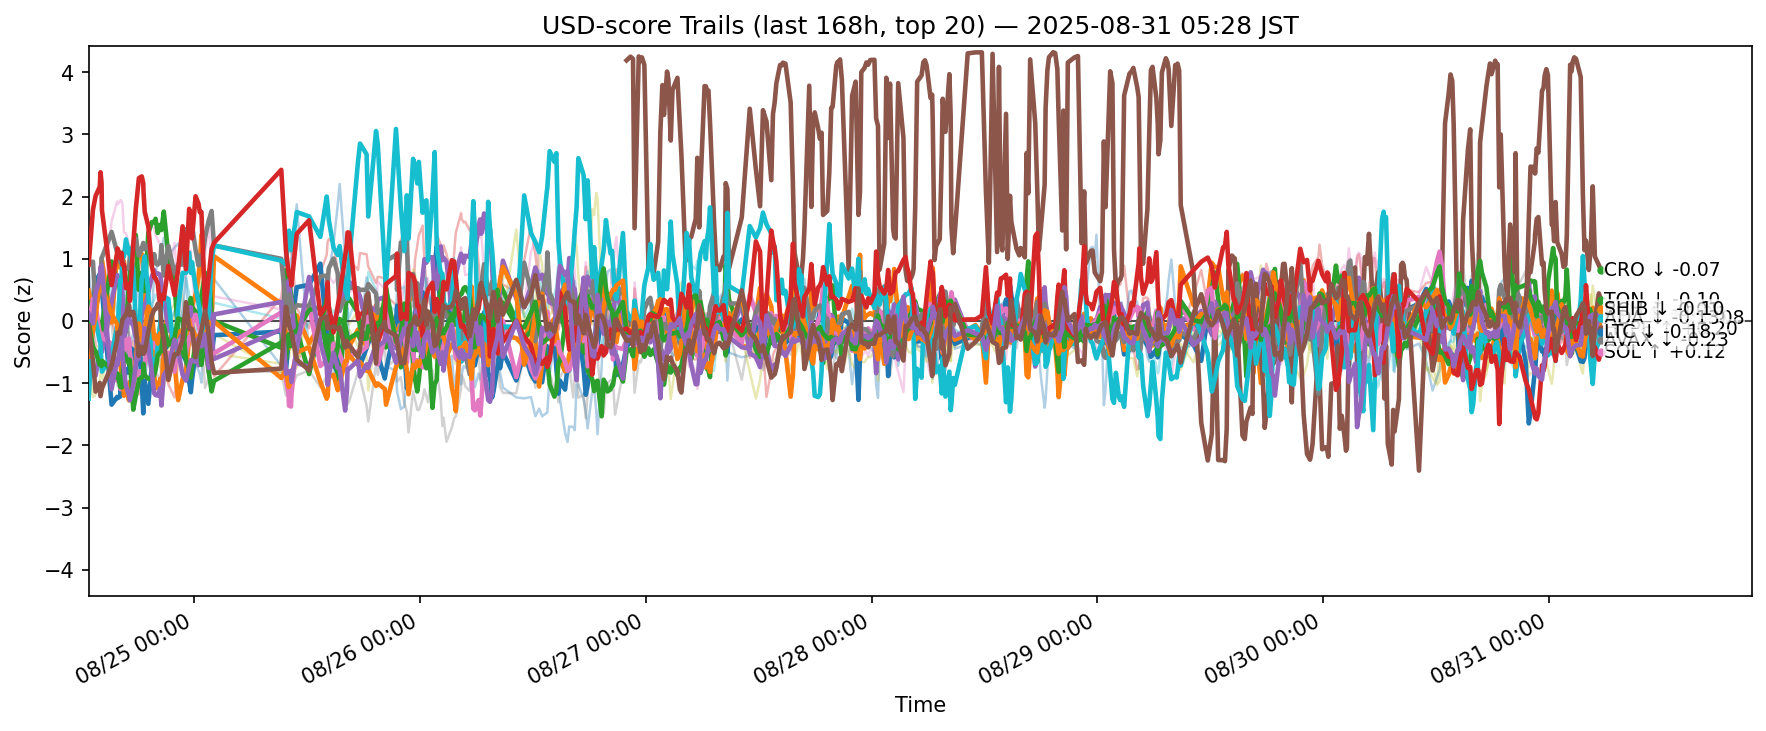 USD-score Trails (last 168h, top 20) — 2025-08-31 05:28 JST
Score (z)
4
3
2
1
0
−1
−2
−3
−4
CRO ↓ -0.07
TON ↓ -0.10
SHIB ↓ -0.10
LTC ↓ -0.18
SOL ↑ +0.12
08/25 00:00
08/26 00:00
08/27 00:00
08/28 00:00
08/29 00:00
08/30 00:00
08/31 00:00
Time